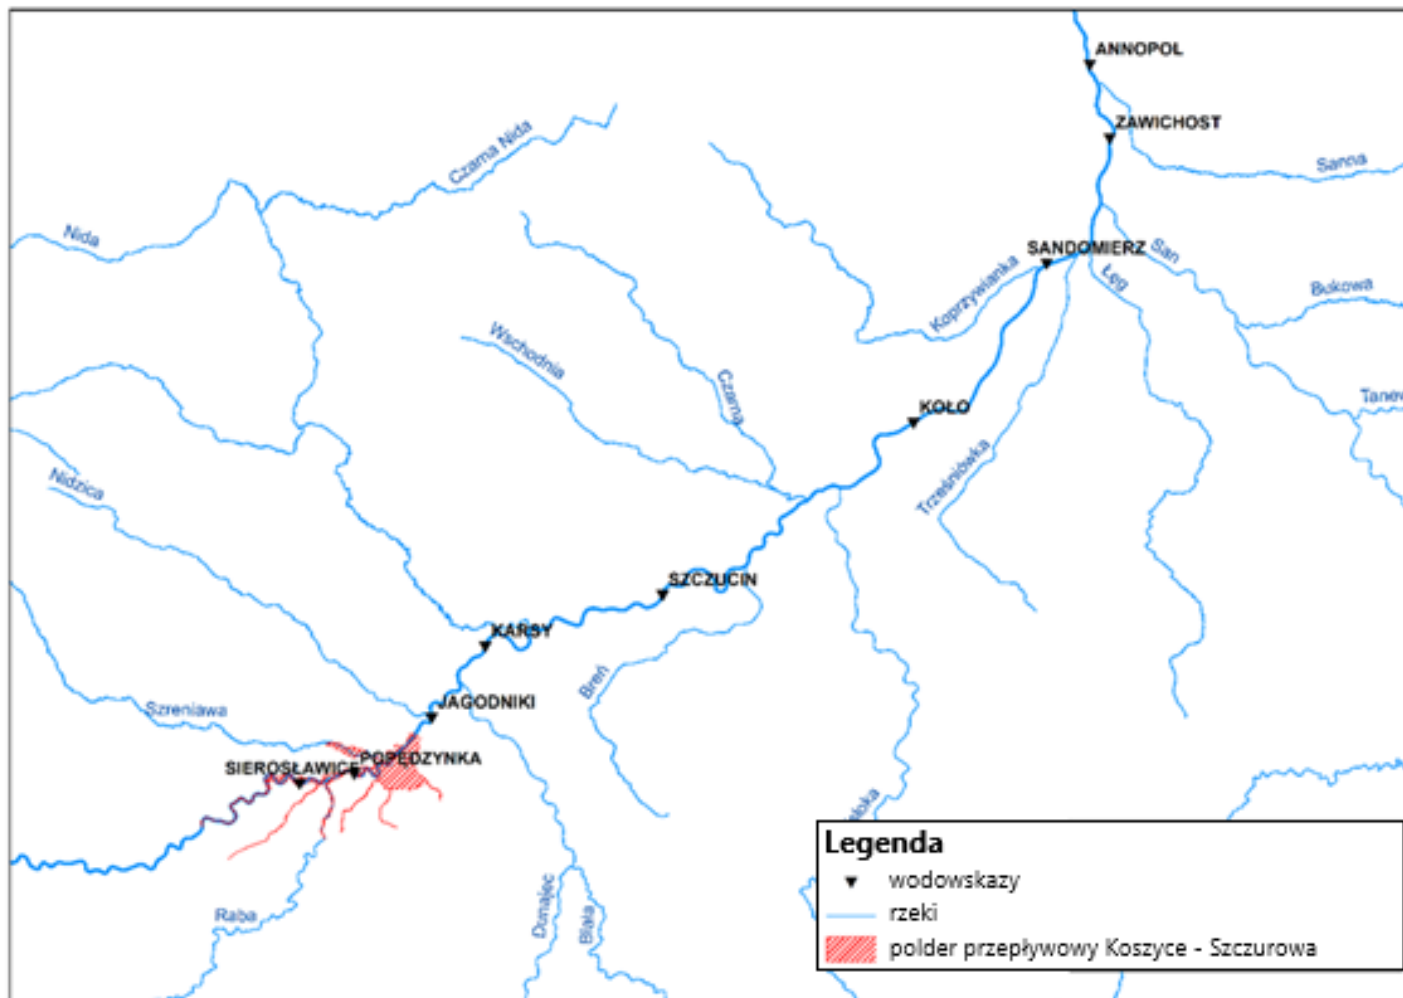 ANNOPOL
ZAWICHOST
Czarna Nida
Sanna
Nida
SANDOMIERZ
San
Koprzywianka
Łęg
Bukowa
Wschodnia
Czarna
KOŁO
Tanew
Trześniówka
Nidzica
SZCZUCIN
KARSY
Breń
JAGODNIKI
Szreniawa
POPĘDZYNKA
SIEROSŁAWICE
Dunajec
Biała
Raba
Legenda
wodowskazy
rzeki
polder przepływowy Koszyce - Szczurowa